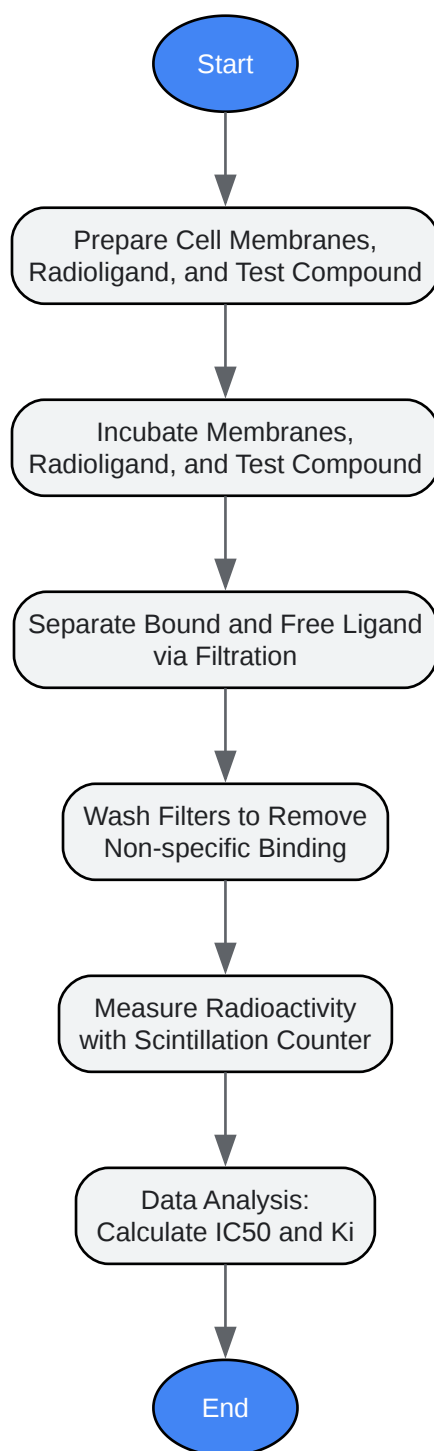 Start
Prepare Cell Membranes,
Radioligand, and Test Compound
Incubate Membranes,
Radioligand, and Test Compound
Separate Bound and Free Ligand
via Filtration
Wash Filters to Remove
Non-specific Binding
Measure Radioactivity
with Scintillation Counter
Data Analysis:
Calculate IC50 and Ki
End